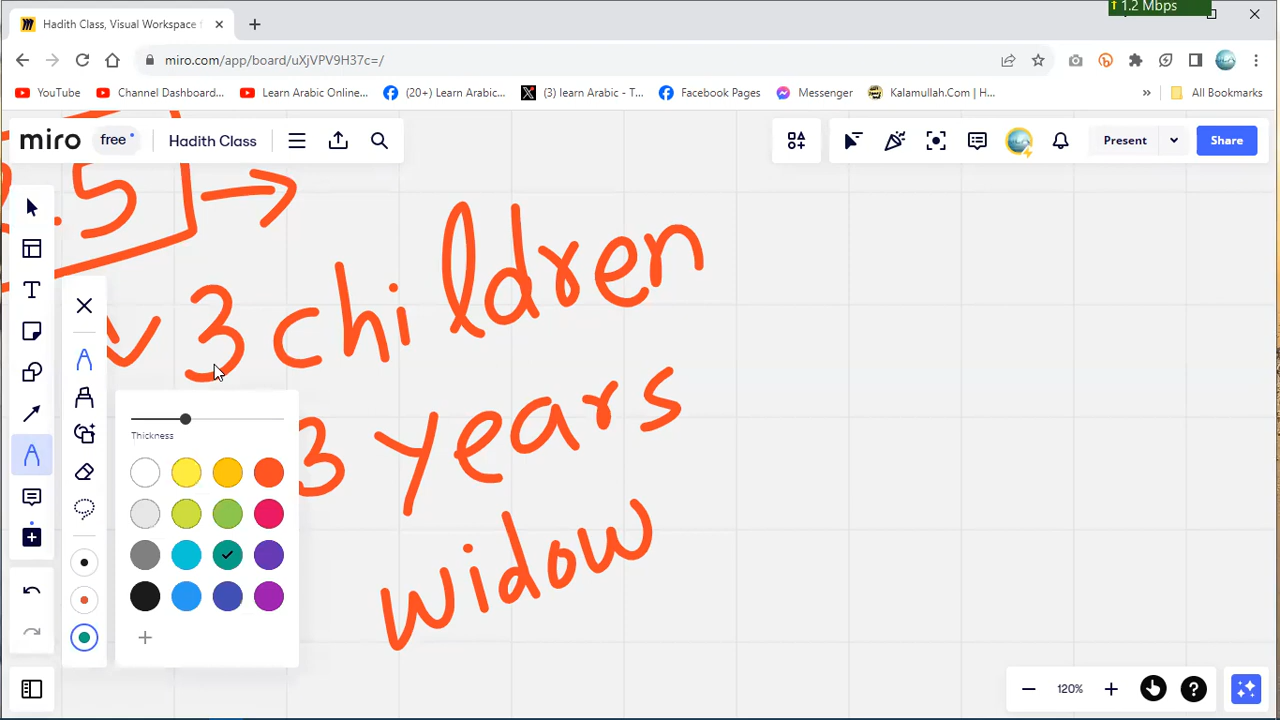 1.2 Mbps
Hadith Class, Visual Workspace
miro.com/app/board/uXjVPV9H37c=/
YouTube
Channel Dashboard...
Learn Arabic Online...
(20+) Learn Arabic...
(3) learn Arabic - T...
Facebook Pages
Messenger
Kalamullah.Com | H...
»
All Bookmarks
miro
free
Hadith Class
Present
Share
.5
3 children
3 years
widow
Thickness
120%